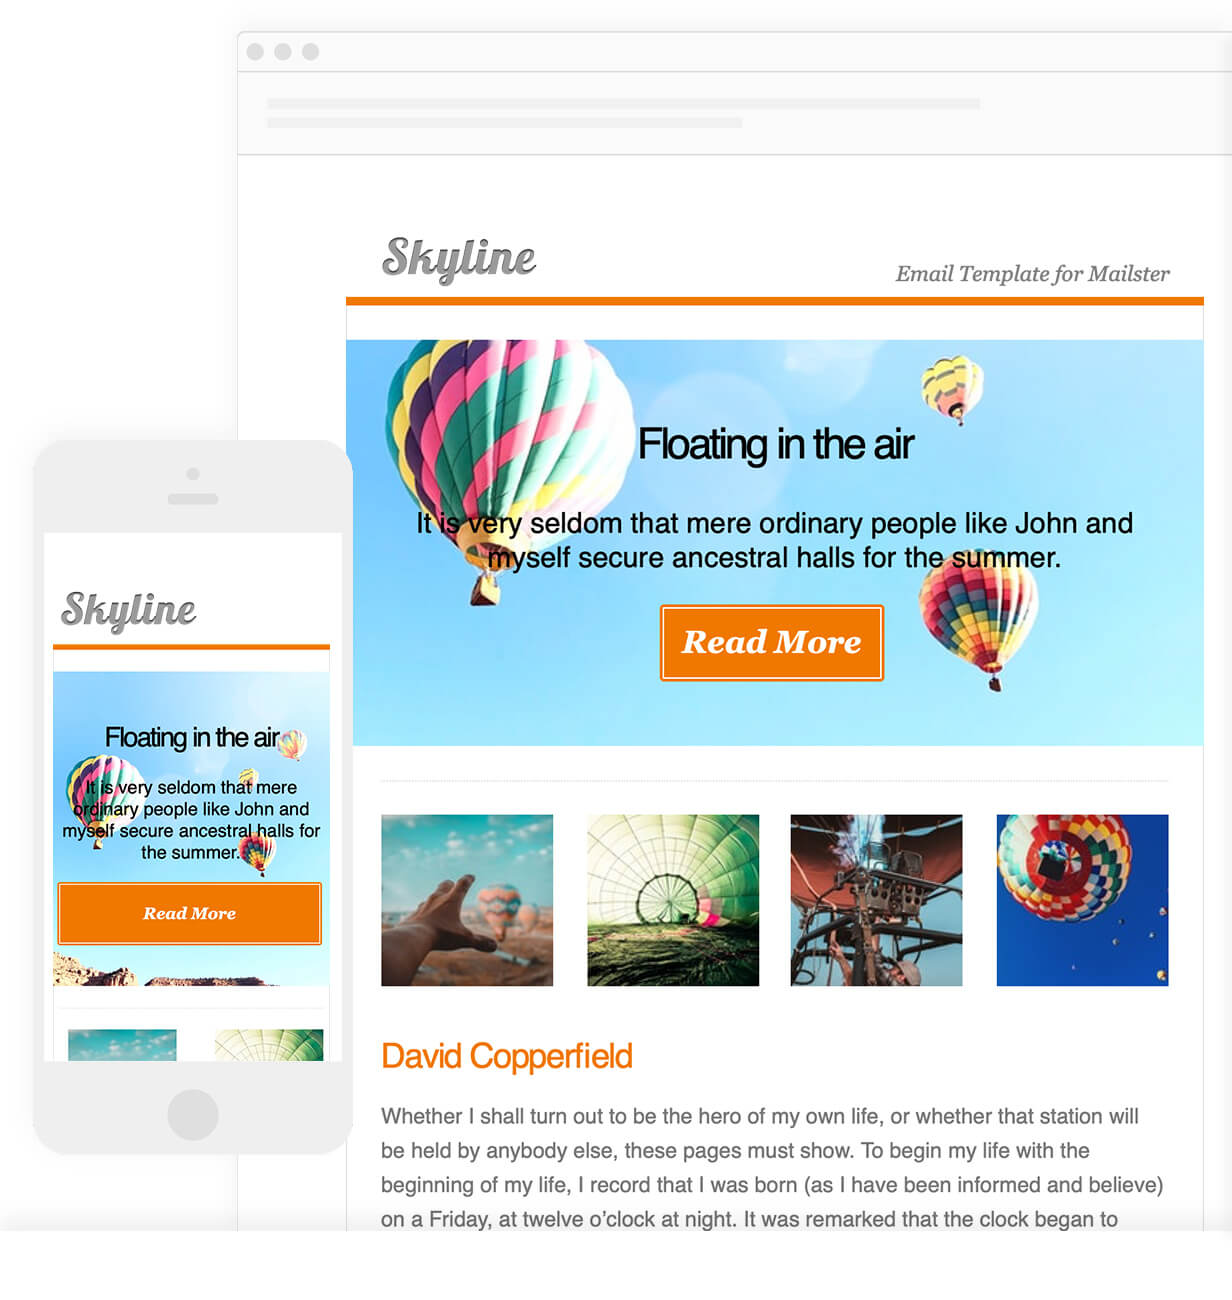 Skyline
Email Template for Mailster
Floating in the air
It is very seldom that mere ordinary people like John and
myself secure ancestral halls for the summer.
Read More
David Copperfield
Whether I shall turn out to be the hero of my own life, or whether that station will
be held by anybody else, these pages must show. To begin my life with the
beginning of my life, I record that I was born (as I have been informed and believe)
on a Friday, at twelve o’clock at night. It was remarked that the clock began to
Skyline
Floating in the air
It is very seldom that mere
ordinary people like John and
myself secure ancestral halls for
the summer.
Read More